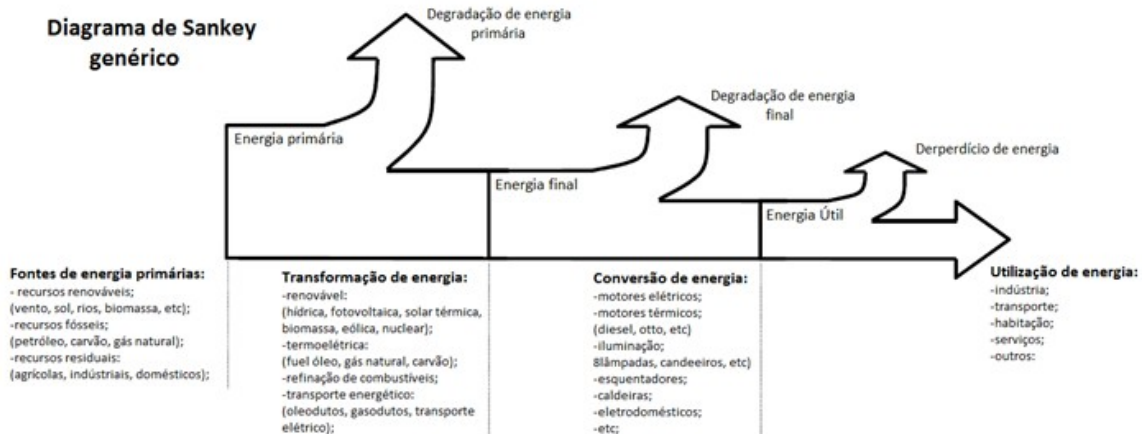 Diagrama de Sankey
genérico
Degradação de energia
primária
Degradação de energia
final
Derperdício de energia
Energia primária
Energia final
Energia Útil
Fontes de energia primárias:
- recursos renováveis;
(vento, sol, rios, biomassa, etc);
-recursos fósseis;
(petróleo, carvão, gás natural);
-recursos residuais:
(agrícolas, indústriais, domésticos);
Transformação de energia:
-renovável:
(hídrica, fotovoltaica, solar térmica,
biomassa, eólica, nuclear);
-termoelétrica:
(fuel óleo, gás natural, carvão);
-refinação de combustíveis;
-transporte energético:
(oleodutos, gasodutos, transporte
elétrico);
Conversão de energia:
-motores elétricos;
-motores térmicos;
(diesel, otto, etc)
-iluminação;
8lâmpadas, candeeiros, etc)
-esquentadores;
-caldeiras;
-eletrodomésticos;
-etc;
Utilização de energia:
-indústria;
-transporte;
-habitação;
-serviços;
-outros: